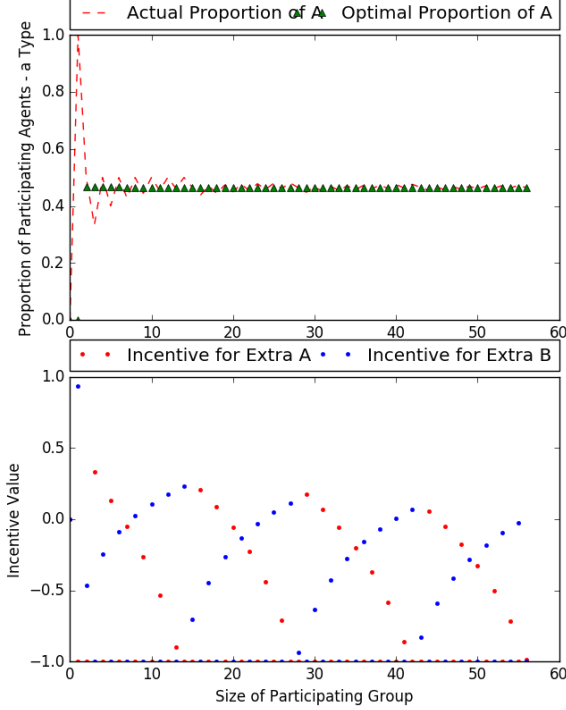 Actual Proportion of A Optimal Proportion of A
Proportion of Participating Agents - a Type
1.0
0.8
0.6
0.4
0.2
0.0
0 10 20 30 40 50 60
Incentive for Extra A Incentive for Extra B
Incentive Value
1.0
0.5
0.0
−0.5
−1.0
0 10 20 30 40 50 60
Size of Participating Group